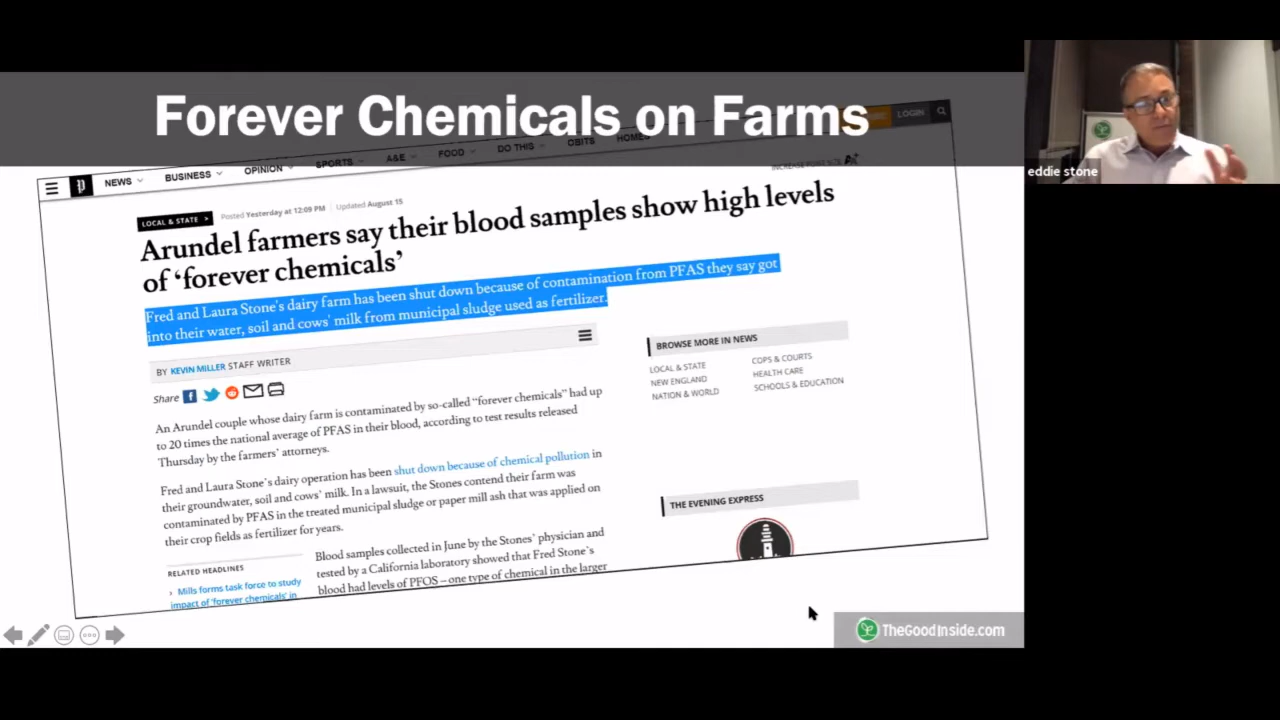 Forever Chemicals on Farms
LOGIN
NEWS
BUSINESS
OPINION
SPORTS
A&E
FOOD
DO THIS
OBITS
HOMES
INCREASE FONT SIZE AA+
LOCAL & STATE >
Posted Yesterday at 12:09 PM | Updated August 15
Arundel farmers say their blood samples show high levels
of ‘forever chemicals’
Fred and Laura Stone's dairy farm has been shut down because of contamination from PFAS they say got
into their water, soil and cows' milk from municipal sludge used as fertilizer.
BY KEVIN MILLER STAFF WRITER
Share
An Arundel couple whose dairy farm is contaminated by so-called “forever chemicals” had up
to 20 times the national average of PFAS in their blood, according to test results released
Thursday by the farmers’ attorneys.
Fred and Laura Stone’s dairy operation has been shut down because of chemical pollution in
their groundwater, soil and cows’ milk. In a lawsuit, the Stones contend their farm was
contaminated by PFAS in the treated municipal sludge or paper mill ash that was applied on
their crop fields as fertilizer for years.
RELATED HEADLINES
Mills forms task force to study
impact of ‘forever chemicals’ in
Blood samples collected in June by the Stones’ physician and
tested by a California laboratory showed that Fred Stone’s
blood had levels of PFOS – one type of chemical in the larger
BROWSE MORE IN NEWS
LOCAL & STATE
NEW ENGLAND
NATION & WORLD
COPS & COURTS
HEALTH CARE
SCHOOLS & EDUCATION
THE EVENING EXPRESS
TheGoodInside.com
eddie stone